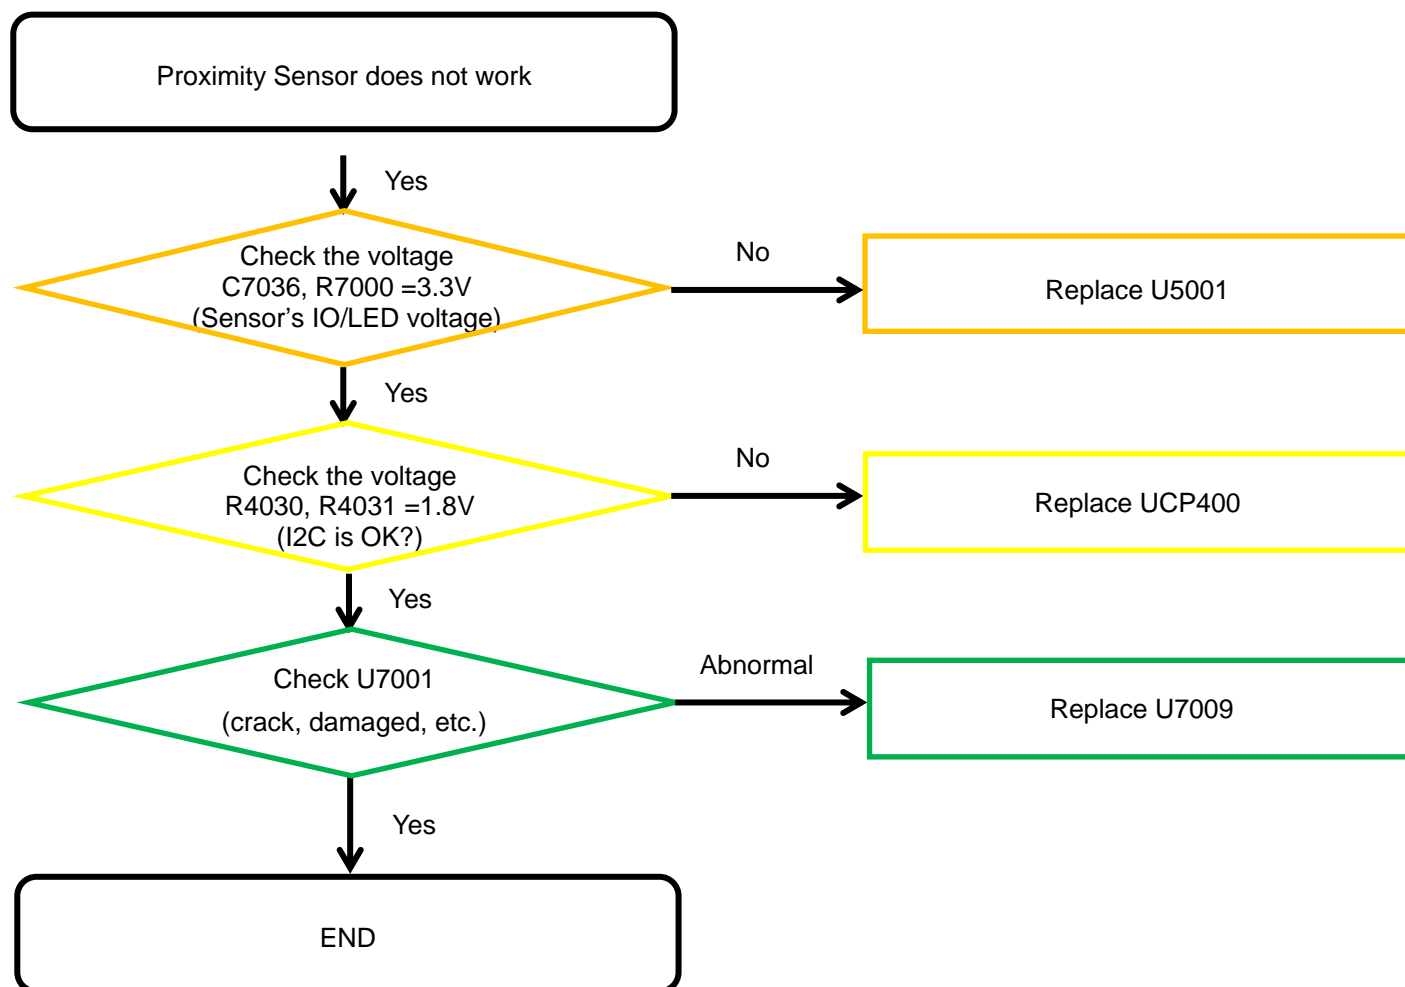 Proximity Sensor does not work
Yes
Check the voltage
C7036, R7000 =3.3V
(Sensor's IO/LED voltage)
No
Replace U5001
Yes
Check the voltage
R4030, R4031 =1.8V
(I2C is OK?)
No
Replace UCP400
Yes
Check U7001
(crack, damaged, etc.)
Abnormal
Replace U7009
Yes
END